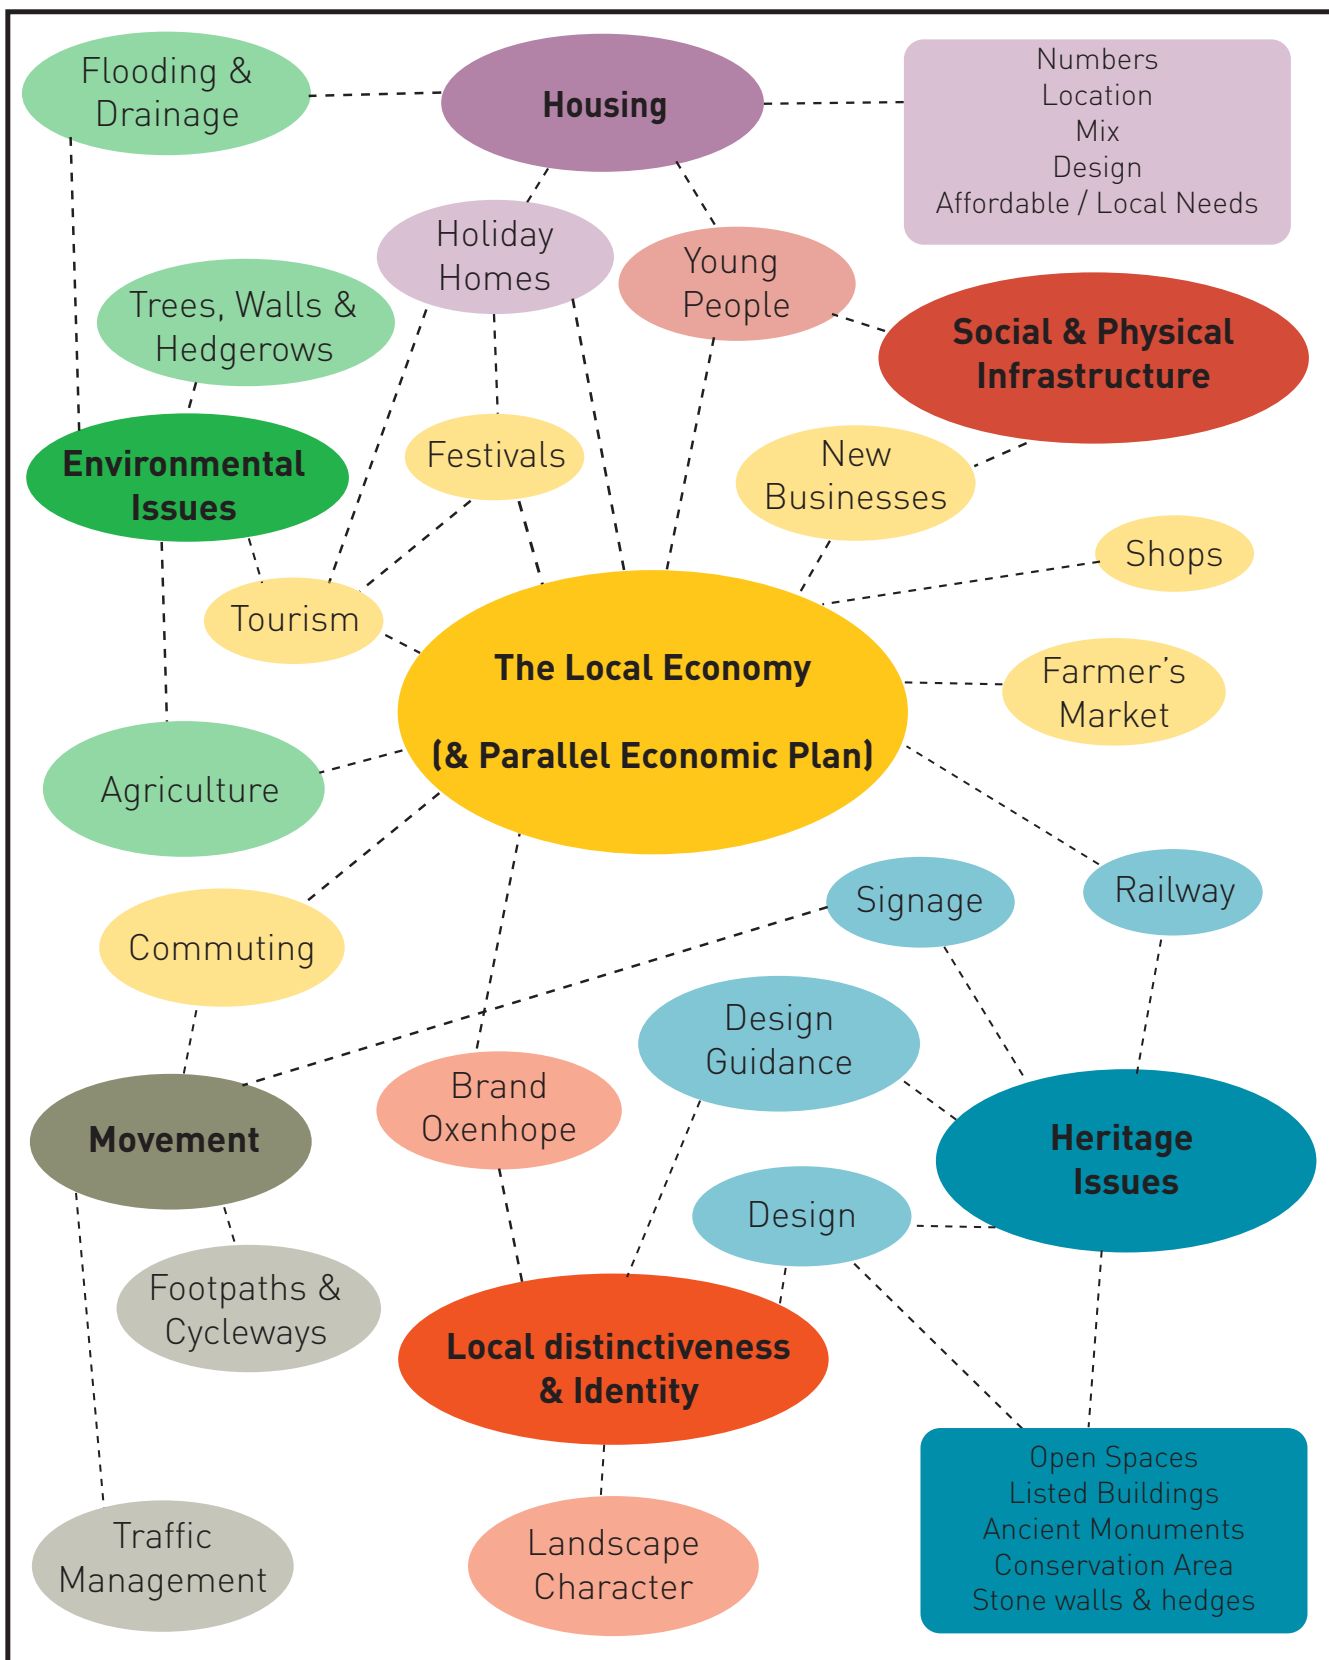 Flooding &
Drainage
Housing
Numbers
Location
Mix
Design
Affordable / Local Needs
Holiday
Homes
Young
People
Trees, Walls &
Hedgerows
Social & Physical
Infrastructure
Environmental
Issues
Festivals
New
Businesses
Shops
Tourism
The Local Economy
(& Parallel Economic Plan)
Farmer's
Market
Agriculture
Signage
Railway
Commuting
Design
Guidance
Brand
Oxenhope
Movement
Heritage
Issues
Design
Footpaths &
Cycleways
Local distinctiveness
& Identity
Open Spaces
Listed Buildings
Ancient Monuments
Conservation Area
Stone walls & hedges
Traffic
Management
Landscape
Character